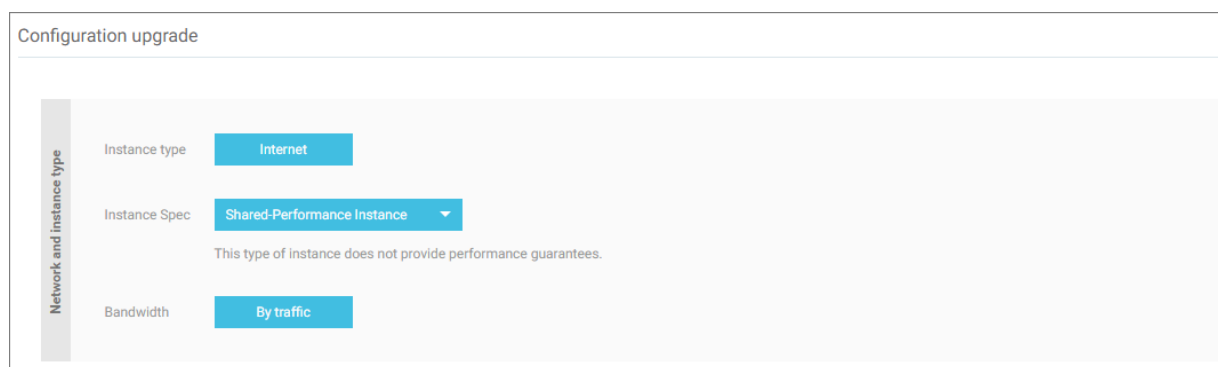 Configuration upgrade
Network and instance type
Instance type
Internet
Instance Spec
Shared-Performance Instance
This type of instance does not provide performance guarantees.
Bandwidth
By traffic